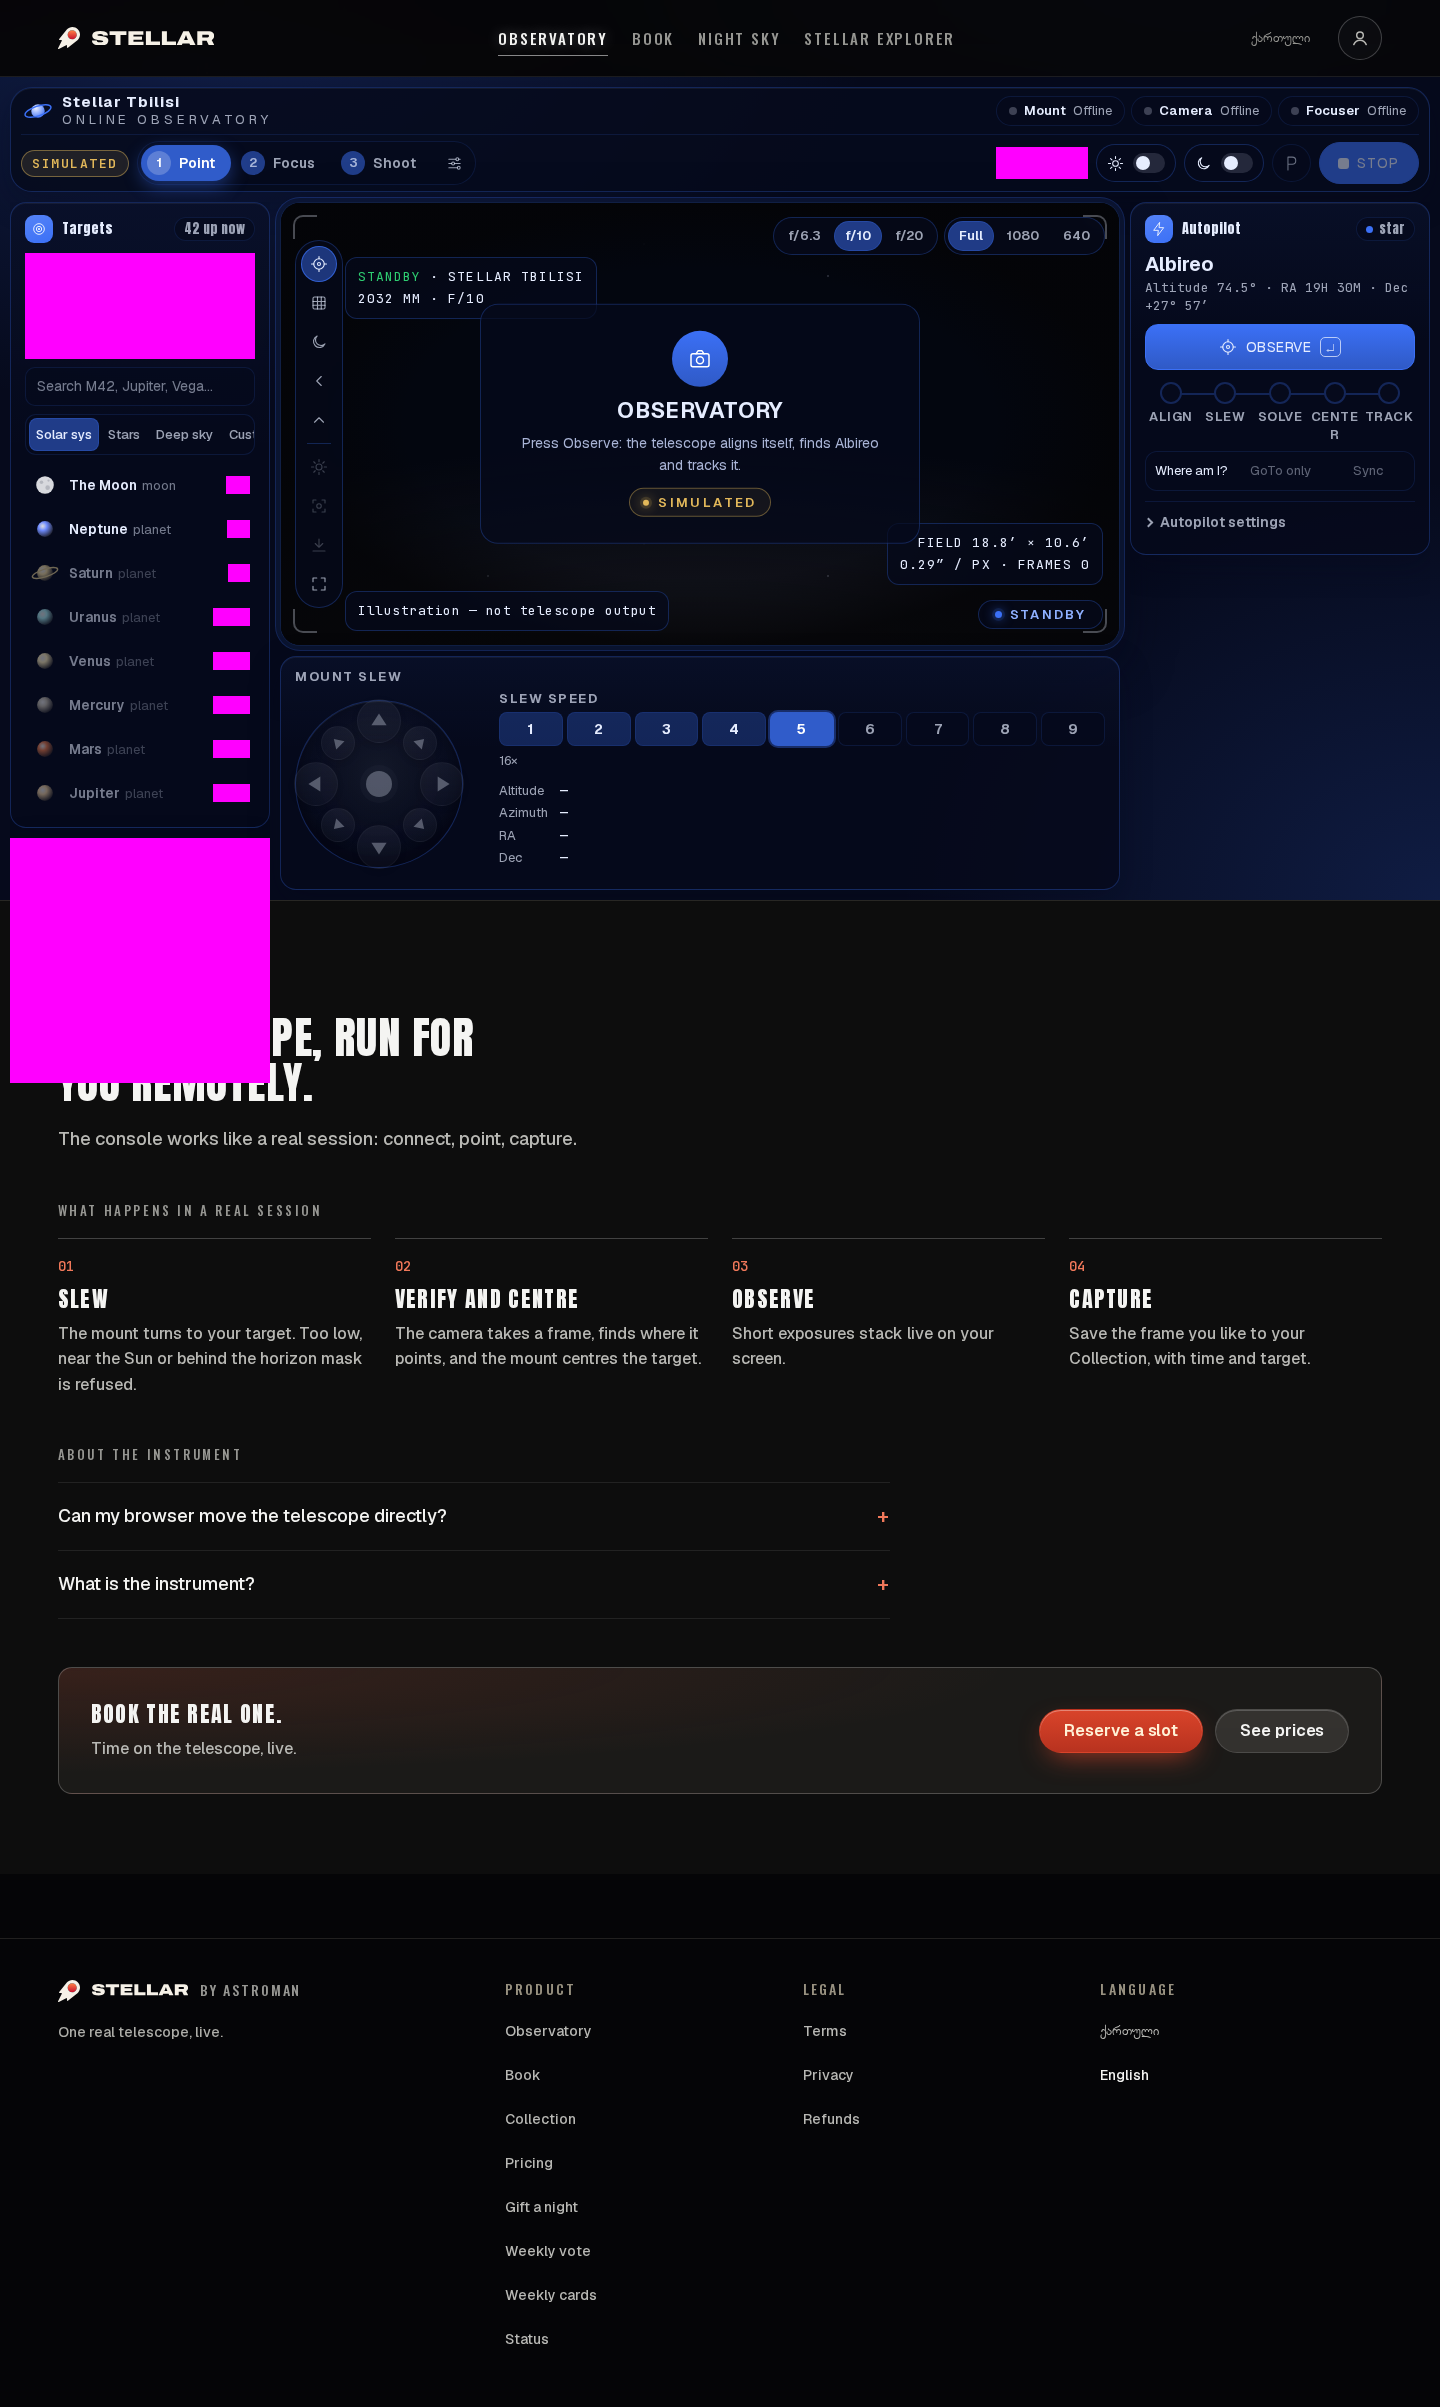 STELLAR
OBSERVATORY
BOOK
NIGHT SKY
STELLAR EXPLORER
ქართული
Stellar Tbilisi
ONLINE OBSERVATORY
Mount Offline
Camera Offline
Focuser Offline
SIMULATED
1 Point
2 Focus
3 Shoot
P
STOP
Targets
42 up now
Search M42, Jupiter, Vega...
Solar sys
Stars
Deep sky
The Moon moon
Neptune planet
Saturn planet
Uranus planet
Venus planet
Mercury planet
Mars planet
Jupiter planet
f/6.3
f/10
f/20
Full
1080
640
STANDBY · STELLAR TBILISI
2032 MM · F/10
OBSERVATORY
Press Observe: the telescope aligns itself, finds Albireo
and tracks it.
SIMULATED
FIELD 18.8′ × 10.6′
0.29″ / PX · FRAMES 0
Illustration — not telescope output
STANDBY
MOUNT SLEW
SLEW SPEED
1 2 3 4 5 6 7 8 9
16×
Altitude —
Azimuth —
RA —
Dec —
Autopilot
star
Albireo
Altitude 74.5° · RA 19H 30M · Dec
+27° 57′
OBSERVE
ALIGN
SLEW
SOLVE
CENTE
R
TRACK
Where am I?
GoTo only
Sync
Autopilot settings
PE, RUN FOR
YOU REMOTELY.
The console works like a real session: connect, point, capture.
WHAT HAPPENS IN A REAL SESSION
01
SLEW
The mount turns to your target. Too low,
near the Sun or behind the horizon mask
is refused.
02
VERIFY AND CENTRE
The camera takes a frame, finds where it
points, and the mount centres the target.
03
OBSERVE
Short exposures stack live on your
screen.
04
CAPTURE
Save the frame you like to your
Collection, with time and target.
ABOUT THE INSTRUMENT
Can my browser move the telescope directly? +
What is the instrument? +
BOOK THE REAL ONE.
Time on the telescope, live.
Reserve a slot
See prices
STELLAR BY ASTROMAN
One real telescope, live.
PRODUCT
Observatory
Book
Collection
Pricing
Gift a night
Weekly vote
Weekly cards
Status
LEGAL
Terms
Privacy
Refunds
LANGUAGE
ქართული
English